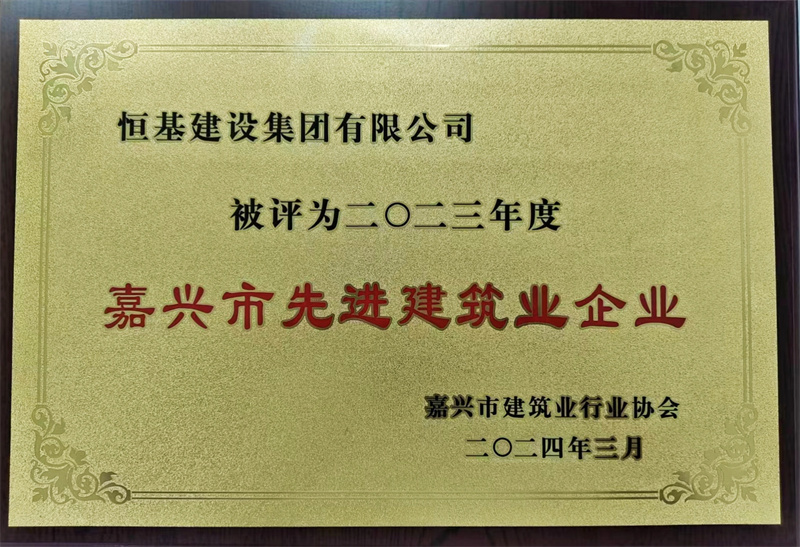 恒基建设集团有限公司
被评为二〇二三年度
嘉兴市先进建筑业企业
嘉兴市建筑业行业协会
二〇二四年三月